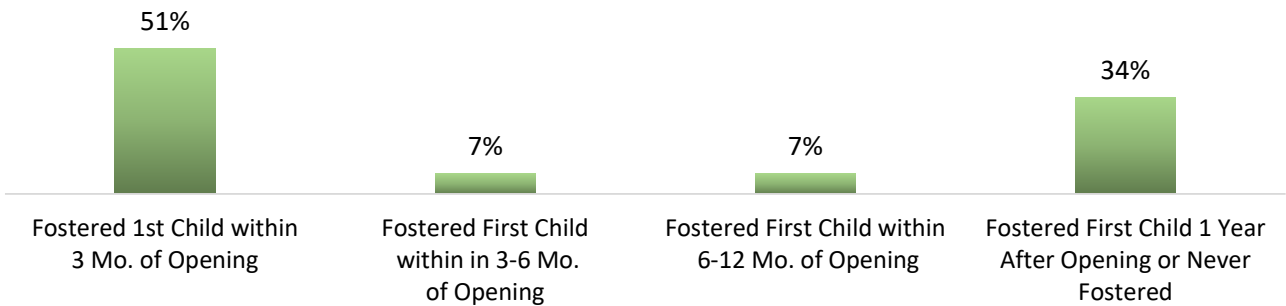 51%
7%
7%
34%
Fostered 1st Child within
3 Mo. of Opening
Fostered First Child
within in 3-6 Mo.
of Opening
Fostered First Child within
6-12 Mo. of Opening
Fostered First Child 1 Year
After Opening or Never
Fostered